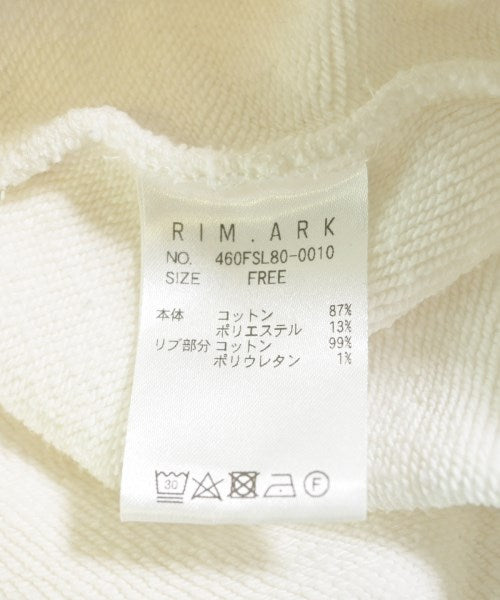 RIM.ARK
NO. 460FSL80-0010
SIZE FREE
本体 コットン 87%
ポリエステル 13%
リブ部分 コットン 99%
ポリウレタン 1%
30 F